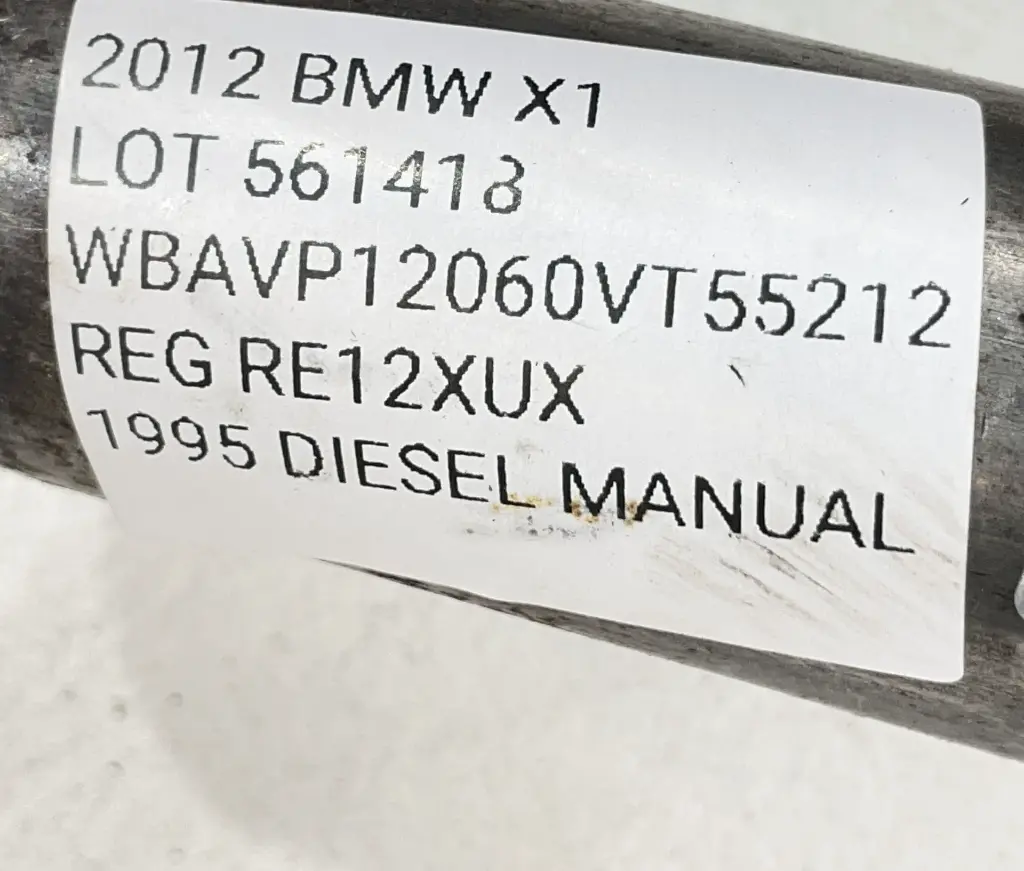 2012 BMW X1
LOT 561418
WBAVP12060VT55212
REG RE12XUX
1995 DIESEL MANUAL